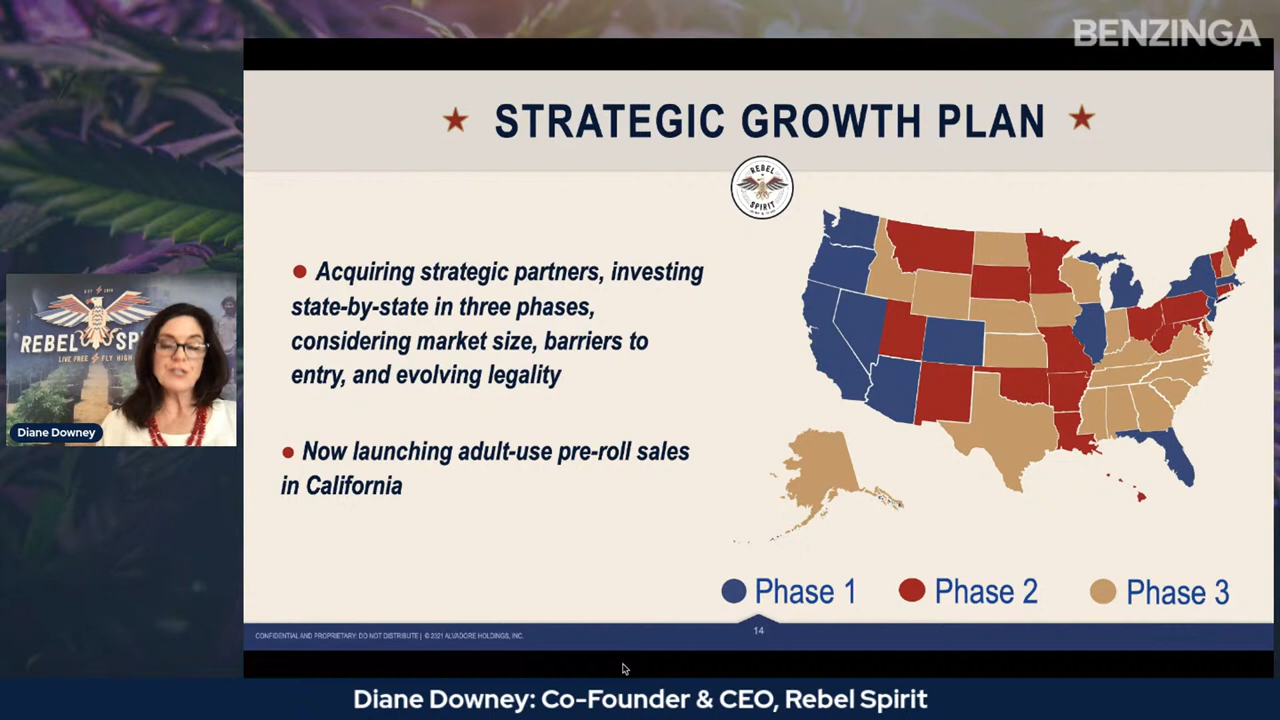 BENZINGA
★ STRATEGIC GROWTH PLAN ★
REBEL
SPIRIT
● Acquiring strategic partners, investing
state-by-state in three phases,
considering market size, barriers to
entry, and evolving legality
● Now launching adult-use pre-roll sales
in California
REBEL SP
LIVE FREE FLY HIGH
Diane Downey
Phase 1 Phase 2 Phase 3
CONFIDENTIAL AND PROPRIETARY: DO NOT DISTRIBUTE | © 2021 ALVADORE HOLDINGS, INC.
14
Diane Downey: Co-Founder & CEO, Rebel Spirit